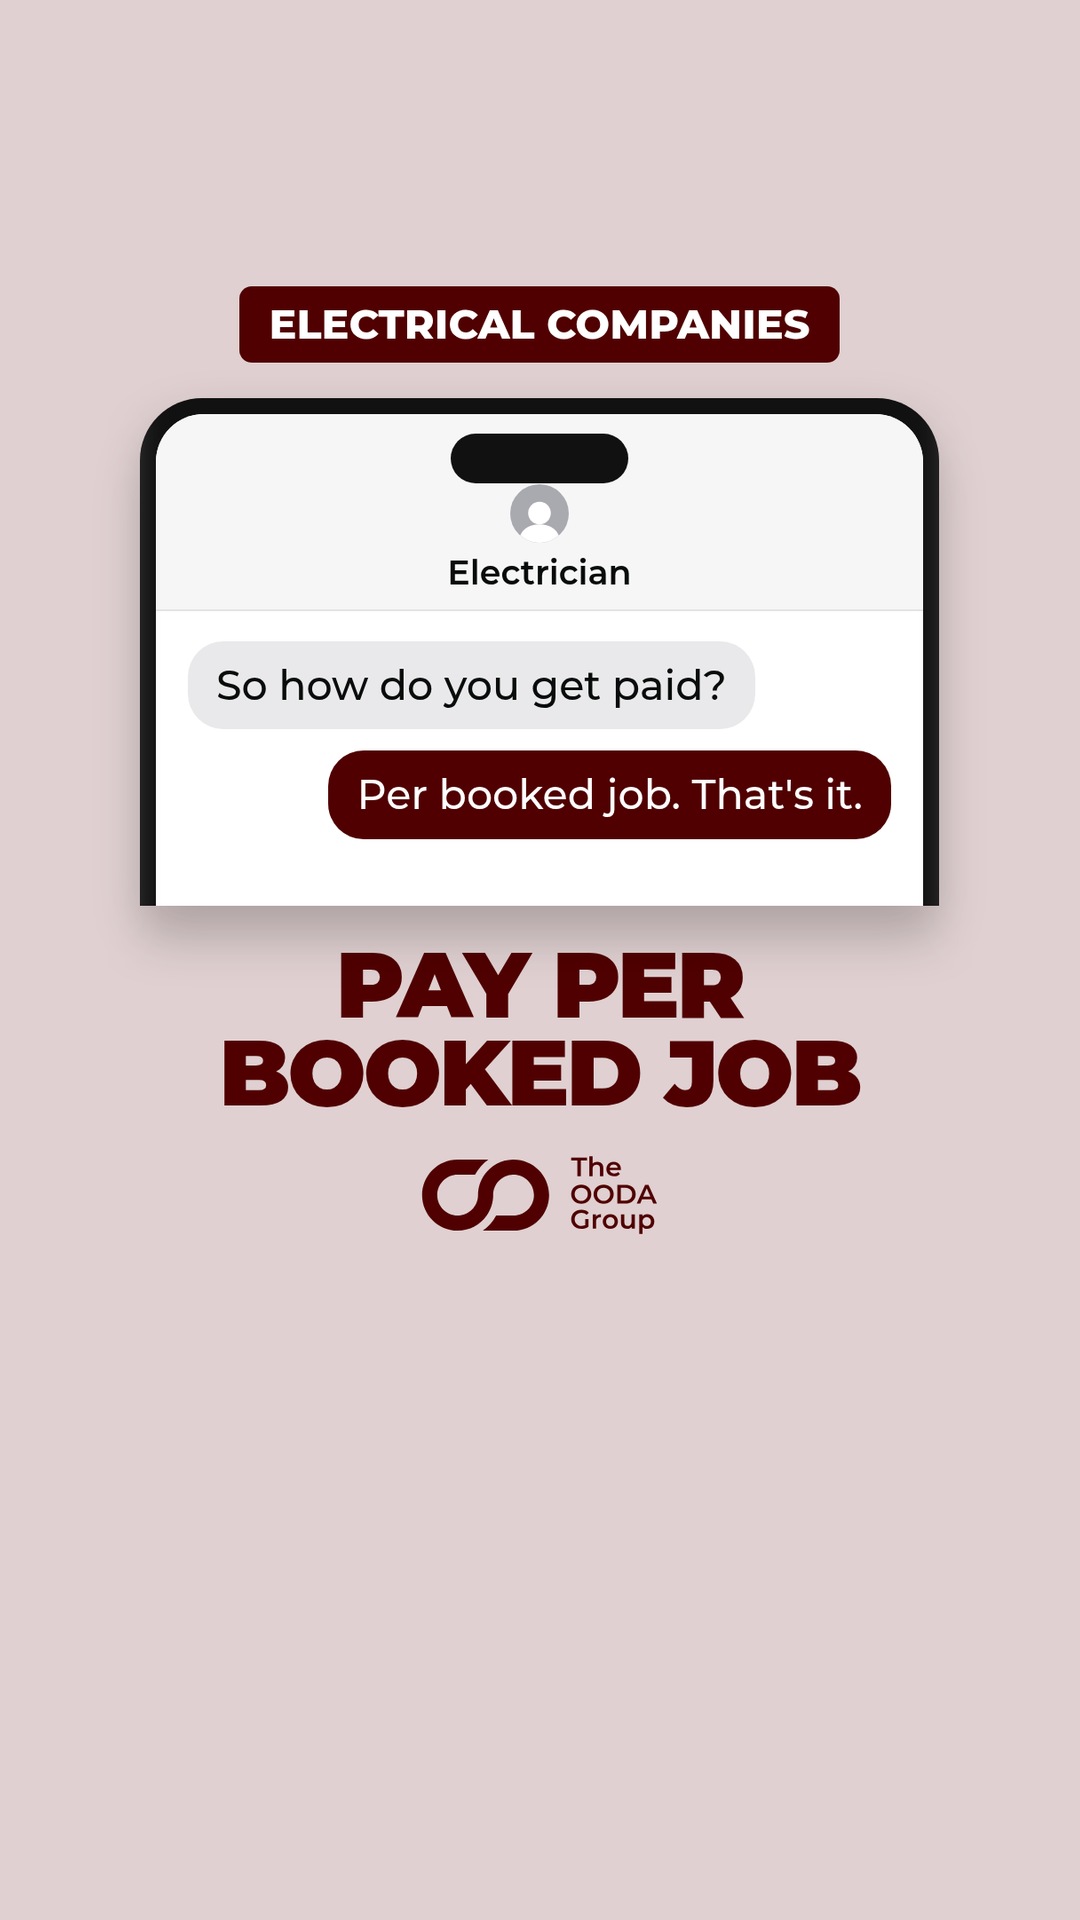 ELECTRICAL COMPANIES
Electrician
So how do you get paid?
Per booked job. That's it.
PAY PER
BOOKED JOB
The
OODA
Group